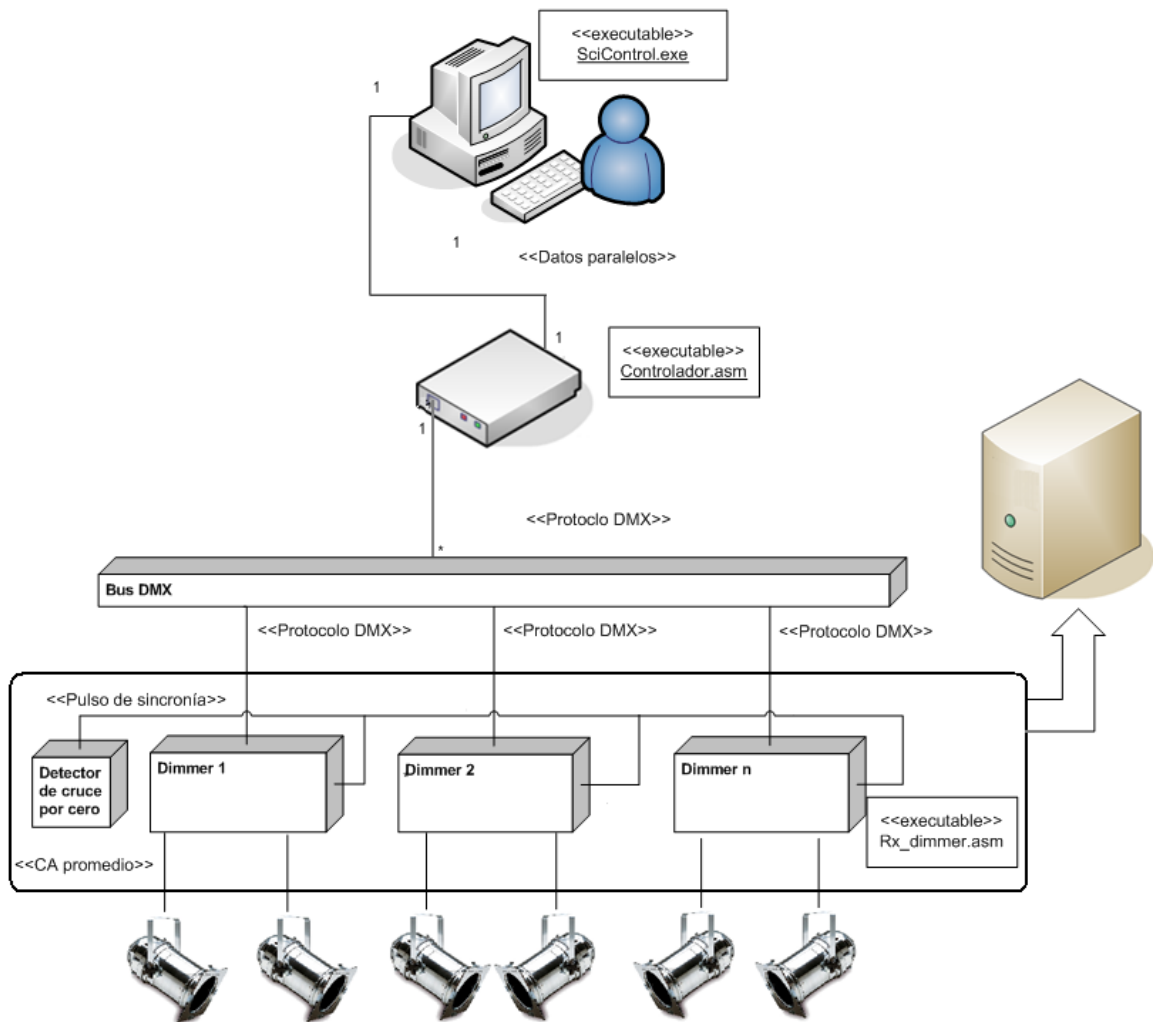 <<executable>>
SciControl.exe
1
1
<<Datos paralelos>>
1
<<executable>>
Controlador.asm
1
<<Protoclo DMX>>
*
Bus DMX
<<Protocolo DMX>>
<<Protocolo DMX>>
<<Protocolo DMX>>
<<Pulso de sincronía>>
Detector
de cruce
por cero
Dimmer 1
Dimmer 2
Dimmer n
<<executable>>
Rx_dimmer.asm
<<CA promedio>>